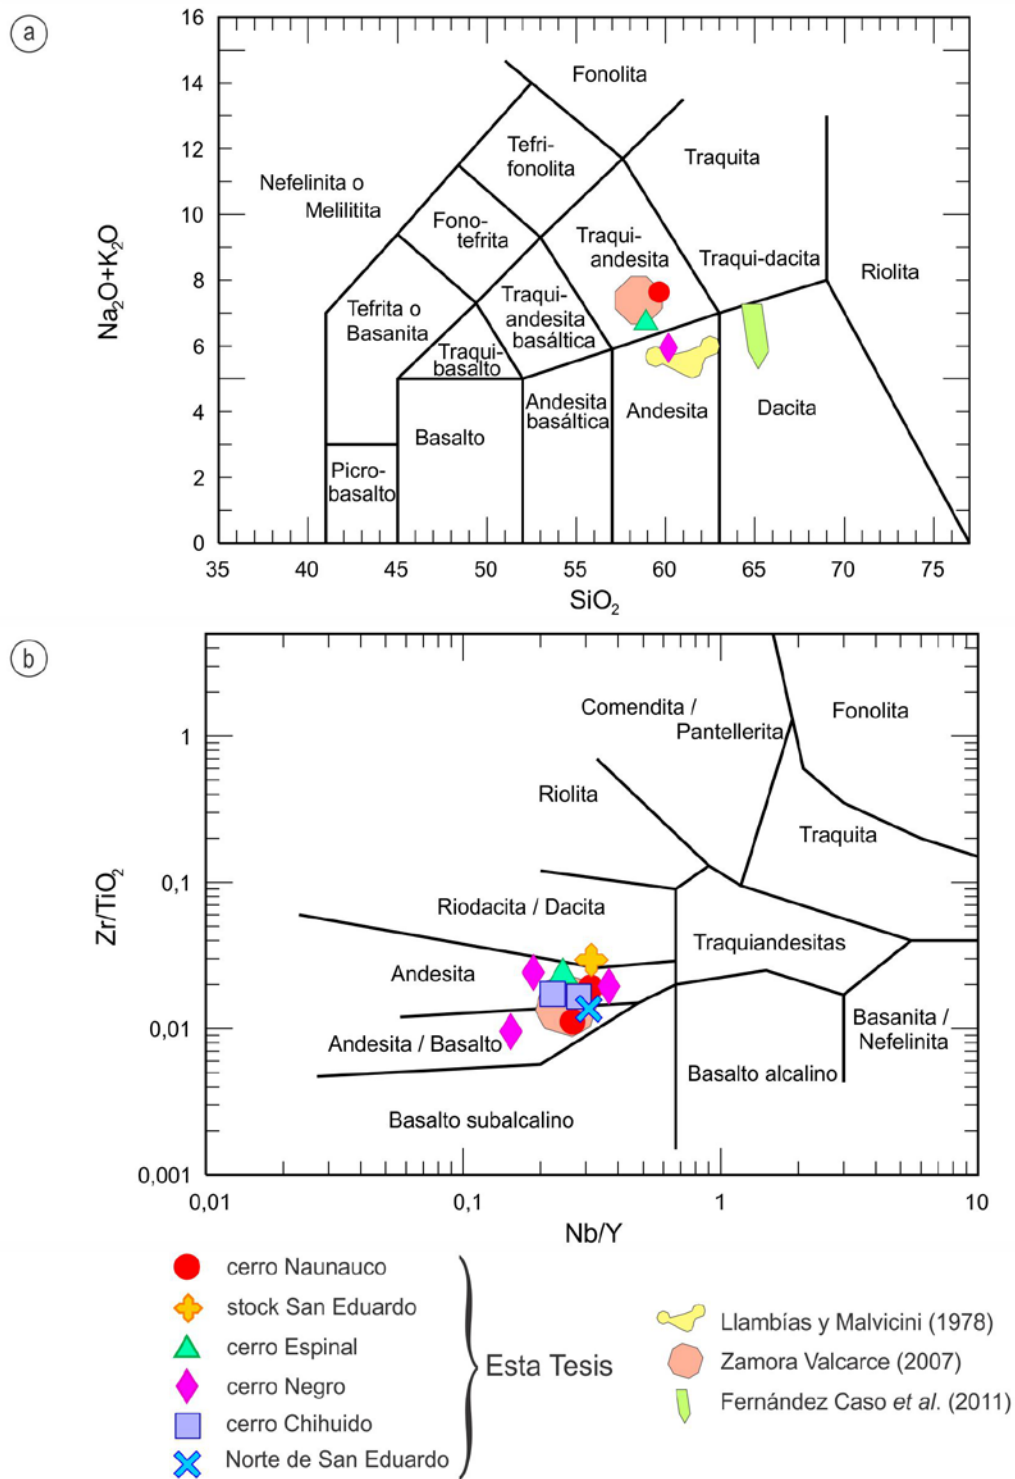 a
16
14
12
10
8
6
4
2
0
Na2O+K2O
Fonolita
Tefri-
fonolita
Traquita
Nefelinita o
Melilitita
Fono-
tefrita
Traqui-
andesita
Traqui-dacita
Riolita
Tefrita o
Basanita
Traqui-
andesita
basáltica
Traqui-
basalto
Andesita
basáltica
Andesita
Dacita
Basalto
Picro-
basalto
35 40 45 50 55 60 65 70 75
SiO2
b
Zr/TiO2
1
0,1
0,01
0,001
Comendita /
Pantellerita
Fonolita
Riolita
Traquita
Riodacita / Dacita
Traquiandesitas
Andesita
Andesita / Basalto
Basanita /
Nefelinita
Basalto alcalino
Basalto subalcalino
0,01 0,1 1 10
Nb/Y
cerro Naunauco
stock San Eduardo
cerro Espinal
cerro Negro
cerro Chihuido
Norte de San Eduardo
Esta Tesis
Llambías y Malvicini (1978)
Zamora Valcarce (2007)
Fernández Caso et al. (2011)